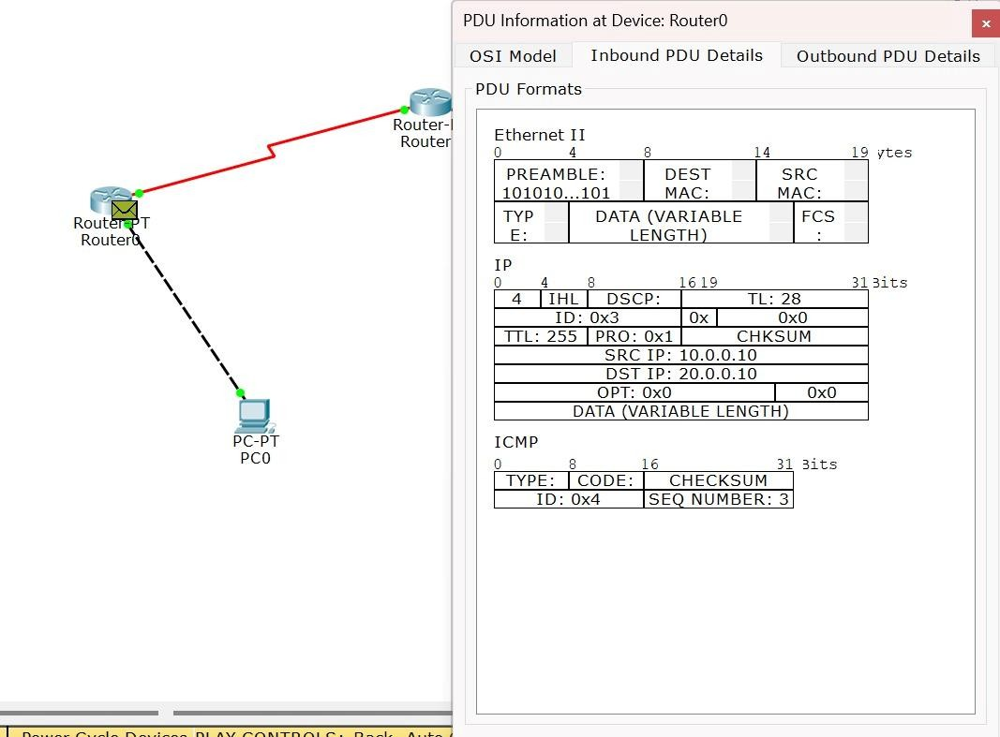 PDU Information at Device: Router0
OSI Model
Inbound PDU Details
Outbound PDU Details
PDU Formats
Ethernet II
0 4 8 14 19 ytes
PREAMBLE: DEST SRC
101010...101 MAC: MAC:
TYP DATA (VARIABLE FCS
E: LENGTH) :
IP
0 4 8 16 19 31 Bits
4 IHL DSCP: TL: 28
ID: 0x3 0x 0x0
TTL: 255 PRO: 0x1 CHKSUM
SRC IP: 10.0.0.10
DST IP: 20.0.0.10
OPT: 0x0 0x0
DATA (VARIABLE LENGTH)
ICMP
0 8 16 31 Bits
TYPE: CODE: CHECKSUM
ID: 0x4 SEQ NUMBER: 3
Router-
Router
Router-PT
Router0
PC-PT
PC0
Power Cycle Devices PLAY CONTROLS: Back Auto